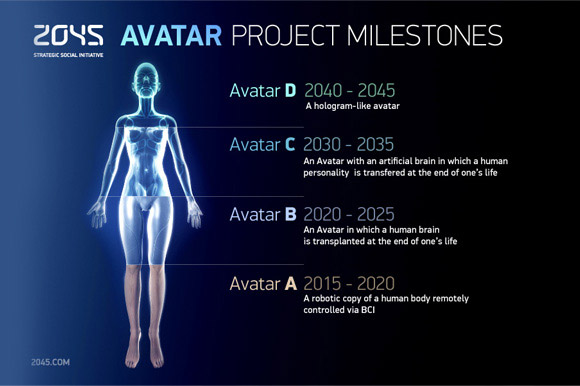 2045
STRATEGIC SOCIAL INITIATIVE
AVATAR PROJECT MILESTONES
Avatar D 2040 - 2045
A hologram-like avatar
Avatar C 2030 - 2035
An Avatar with an artificial brain in which a human
personality is transfered at the end of one's life
Avatar B 2020 - 2025
An Avatar in which a human brain
is transplanted at the end of one's life
Avatar A 2015 - 2020
A robotic copy of a human body remotely
controlled via BCI
2045.COM